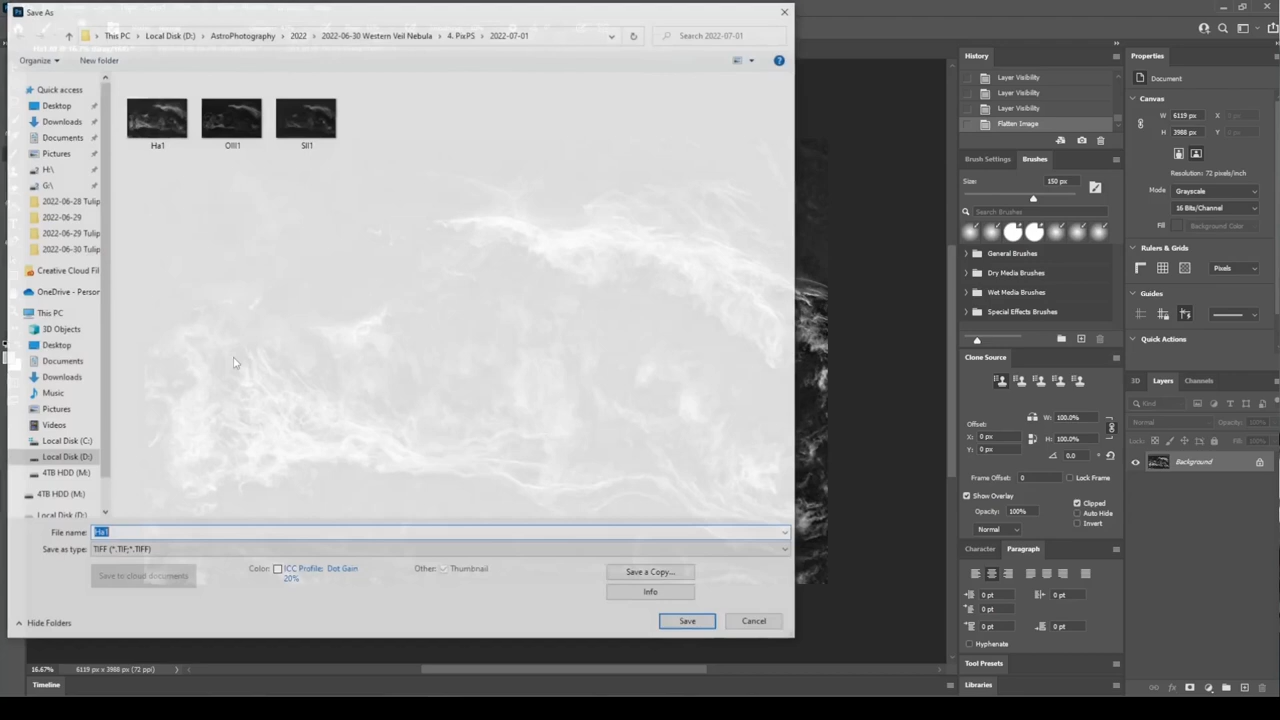 Save As
This PC > Local Disk (D:) > AstroPhotography > 2022 > 2022-06-30 Western Veil Nebula > 4. PixPS > 2022-07-01
Search 2022-07-01
Organize
New folder
Quick access
Desktop
Downloads
Documents
Pictures
H:\
G:\
2022-06-28 Tulip
2022-06-29
2022-06-29 Tulip
2022-06-30 Tulip
Creative Cloud Fil
OneDrive - Person
This PC
3D Objects
Desktop
Documents
Downloads
Music
Pictures
Videos
Local Disk (C:)
Local Disk (D:)
4TB HDD (M:)
4TB HDD (M:)
Local Disk (D:)
Ha1
OIII1
SII1
File name: Ha1
Save as type: TIFF (*.TIF;*.TIFF)
Save to cloud documents
Color:
ICC Profile: Dot Gain
20%
Other:
Thumbnail
Save a Copy...
Info
Hide Folders
Save
Cancel
16.67%
6119 px x 3988 px (72 ppi)
Timeline
History
Layer Visibility
Layer Visibility
Layer Visibility
Flatten Image
Brush Settings
Brushes
Size:
150 px
Search Brushes
General Brushes
Dry Media Brushes
Wet Media Brushes
Special Effects Brushes
Clone Source
Offset:
W: 100.0%
X: 0 px
H: 100.0%
Y: 0 px
0.0
Frame Offset: 0
Lock Frame
Show Overlay
Opacity: 100%
Clipped
Auto Hide
Normal
Invert
Character
Paragraph
0 pt
0 pt
0 pt
0 pt
0 pt
Hyphenate
Tool Presets
Libraries
Properties
Document
Canvas
W 6119 px
X
H 3988 px
Y
Resolution: 72 pixels/inch
Mode
Grayscale
16 Bits/Channel
Fill
Background Color
Rulers & Grids
Pixels
Guides
Quick Actions
3D
Layers
Channels
Kind
Normal
Opacity: 100%
Lock:
Fill: 100%
Background